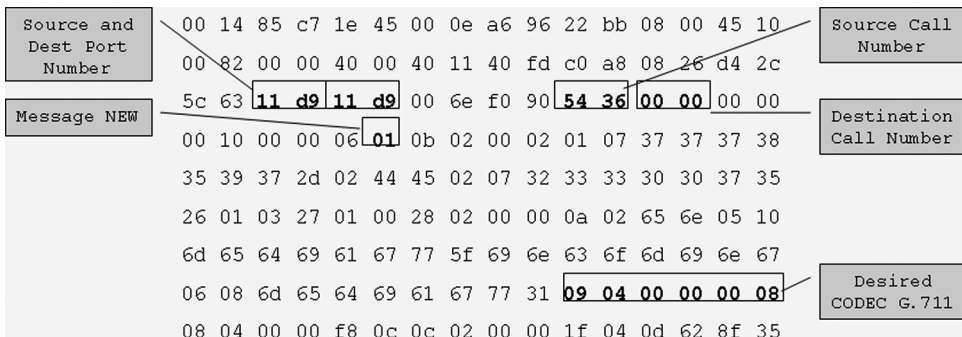 Source and
Dest Port
Number
Message NEW
00 14 85 c7 1e 45 00 0e a6 96 22 bb 08 00 45 10
00 82 00 00 40 00 40 11 40 fd c0 a8 08 26 d4 2c
5c 63 11 d9 11 d9 00 6e f0 90 54 36 00 00 00 00
00 10 00 00 06 01 0b 02 00 02 01 07 37 37 37 38
35 39 37 2d 02 44 45 02 07 32 33 33 30 30 37 35
26 01 03 27 01 00 28 02 00 00 0a 02 65 6e 05 10
6d 65 64 69 61 67 77 5f 69 6e 63 6f 6d 69 6e 67
06 08 6d 65 64 69 61 67 77 31 09 04 00 00 00 08
08 04 00 00 f8 0c 0c 02 00 00 1f 04 0d 62 8f 35
Source Call
Number
Destination
Call Number
Desired
CODEC G.711